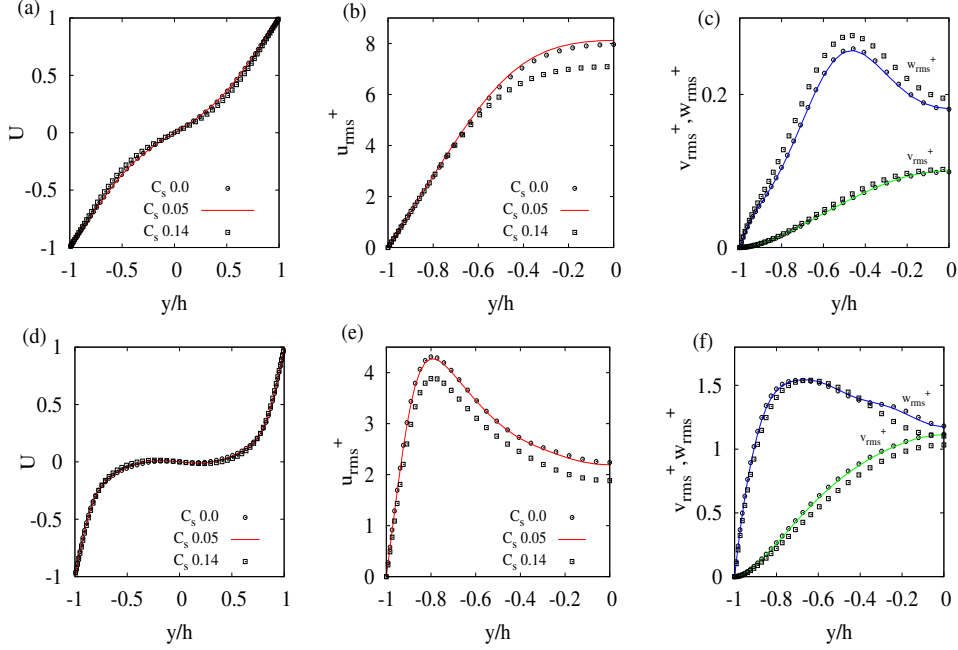 (a)
1
0.5
0
-0.5
-1
U
C_s 0.0
C_s 0.05
C_s 0.14
-1 -0.5 0 0.5 1
y/h
(b)
8
6
4
2
0
u_rms^+
C_s 0.0
C_s 0.05
C_s 0.14
-1 -0.8 -0.6 -0.4 -0.2 0
y/h
(c)
0.2
0
v_rms^+, w_rms^+
w_rms^+
v_rms^+
-1 -0.8 -0.6 -0.4 -0.2 0
y/h
(d)
1
0.5
0
-0.5
-1
U
C_s 0.0
C_s 0.05
C_s 0.14
-1 -0.5 0 0.5 1
y/h
(e)
4
2
0
u_rms^+
C_s 0.0
C_s 0.05
C_s 0.14
-1 -0.8 -0.6 -0.4 -0.2 0
y/h
(f)
1.5
1
0.5
0
v_rms^+, w_rms^+
w_rms^+
v_rms^+
-1 -0.8 -0.6 -0.4 -0.2 0
y/h